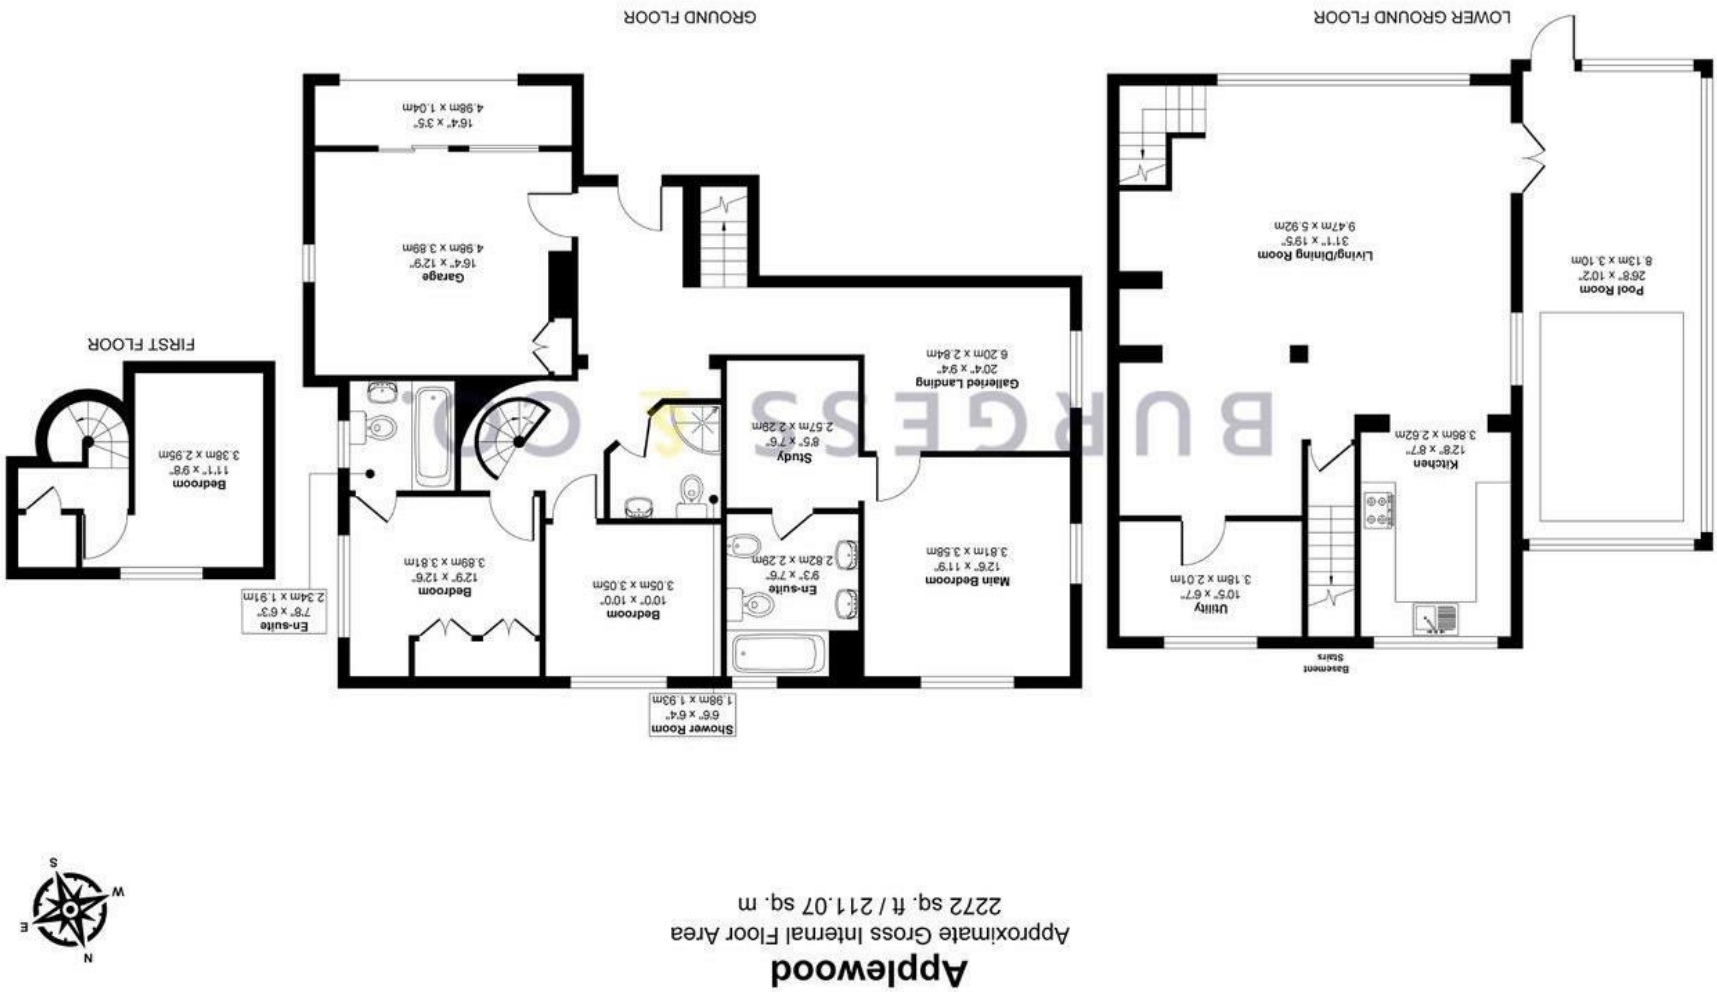 Applewood
Approximate Gross Internal Floor Area
2272 sq. ft / 211.07 sq. m
N
E
W
S
Basement
Stairs
Utility
10'5" x 6'7"
3.18m x 2.01m
Kitchen
12'8" x 8'7"
3.86m x 2.62m
Pool Room
26'8" x 10'2"
8.13m x 3.10m
Living/Dining Room
31'1" x 19'5"
9.47m x 5.92m
LOWER GROUND FLOOR
Shower Room
6'6" x 6'4"
1.98m x 1.93m
Main Bedroom
12'6" x 11'9"
3.81m x 3.58m
En-suite
9'3" x 7'6"
2.82m x 2.29m
Bedroom
10'0" x 10'0"
3.05m x 3.05m
Bedroom
12'9" x 12'6"
3.89m x 3.81m
En-suite
7'8" x 6'3"
2.34m x 1.91m
Study
8'5" x 7'6"
2.57m x 2.29m
Galleried Landing
20'4" x 9'4"
6.20m x 2.84m
Garage
16'4" x 12'9"
4.98m x 3.89m
16'4" x 3'5"
4.98m x 1.04m
GROUND FLOOR
Bedroom
11'1" x 9'8"
3.38m x 2.95m
FIRST FLOOR
BURGESS & CO.